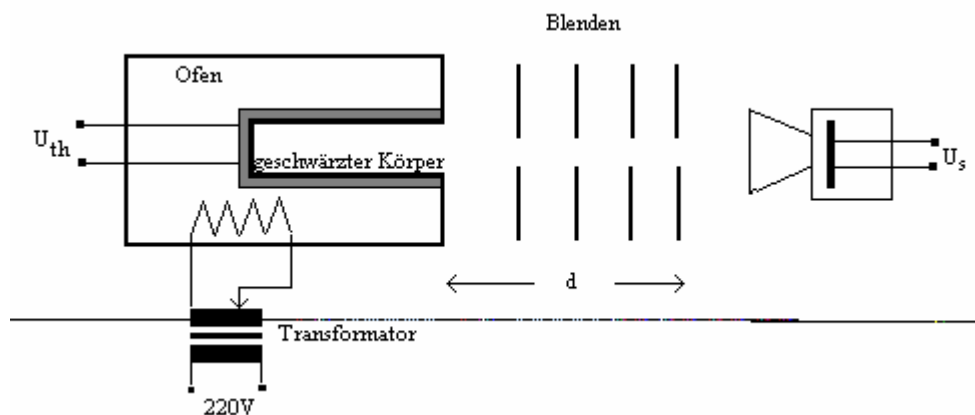 Blenden
Ofen
U_th
geschwärzter Körper
U_s
d
Transformator
220V